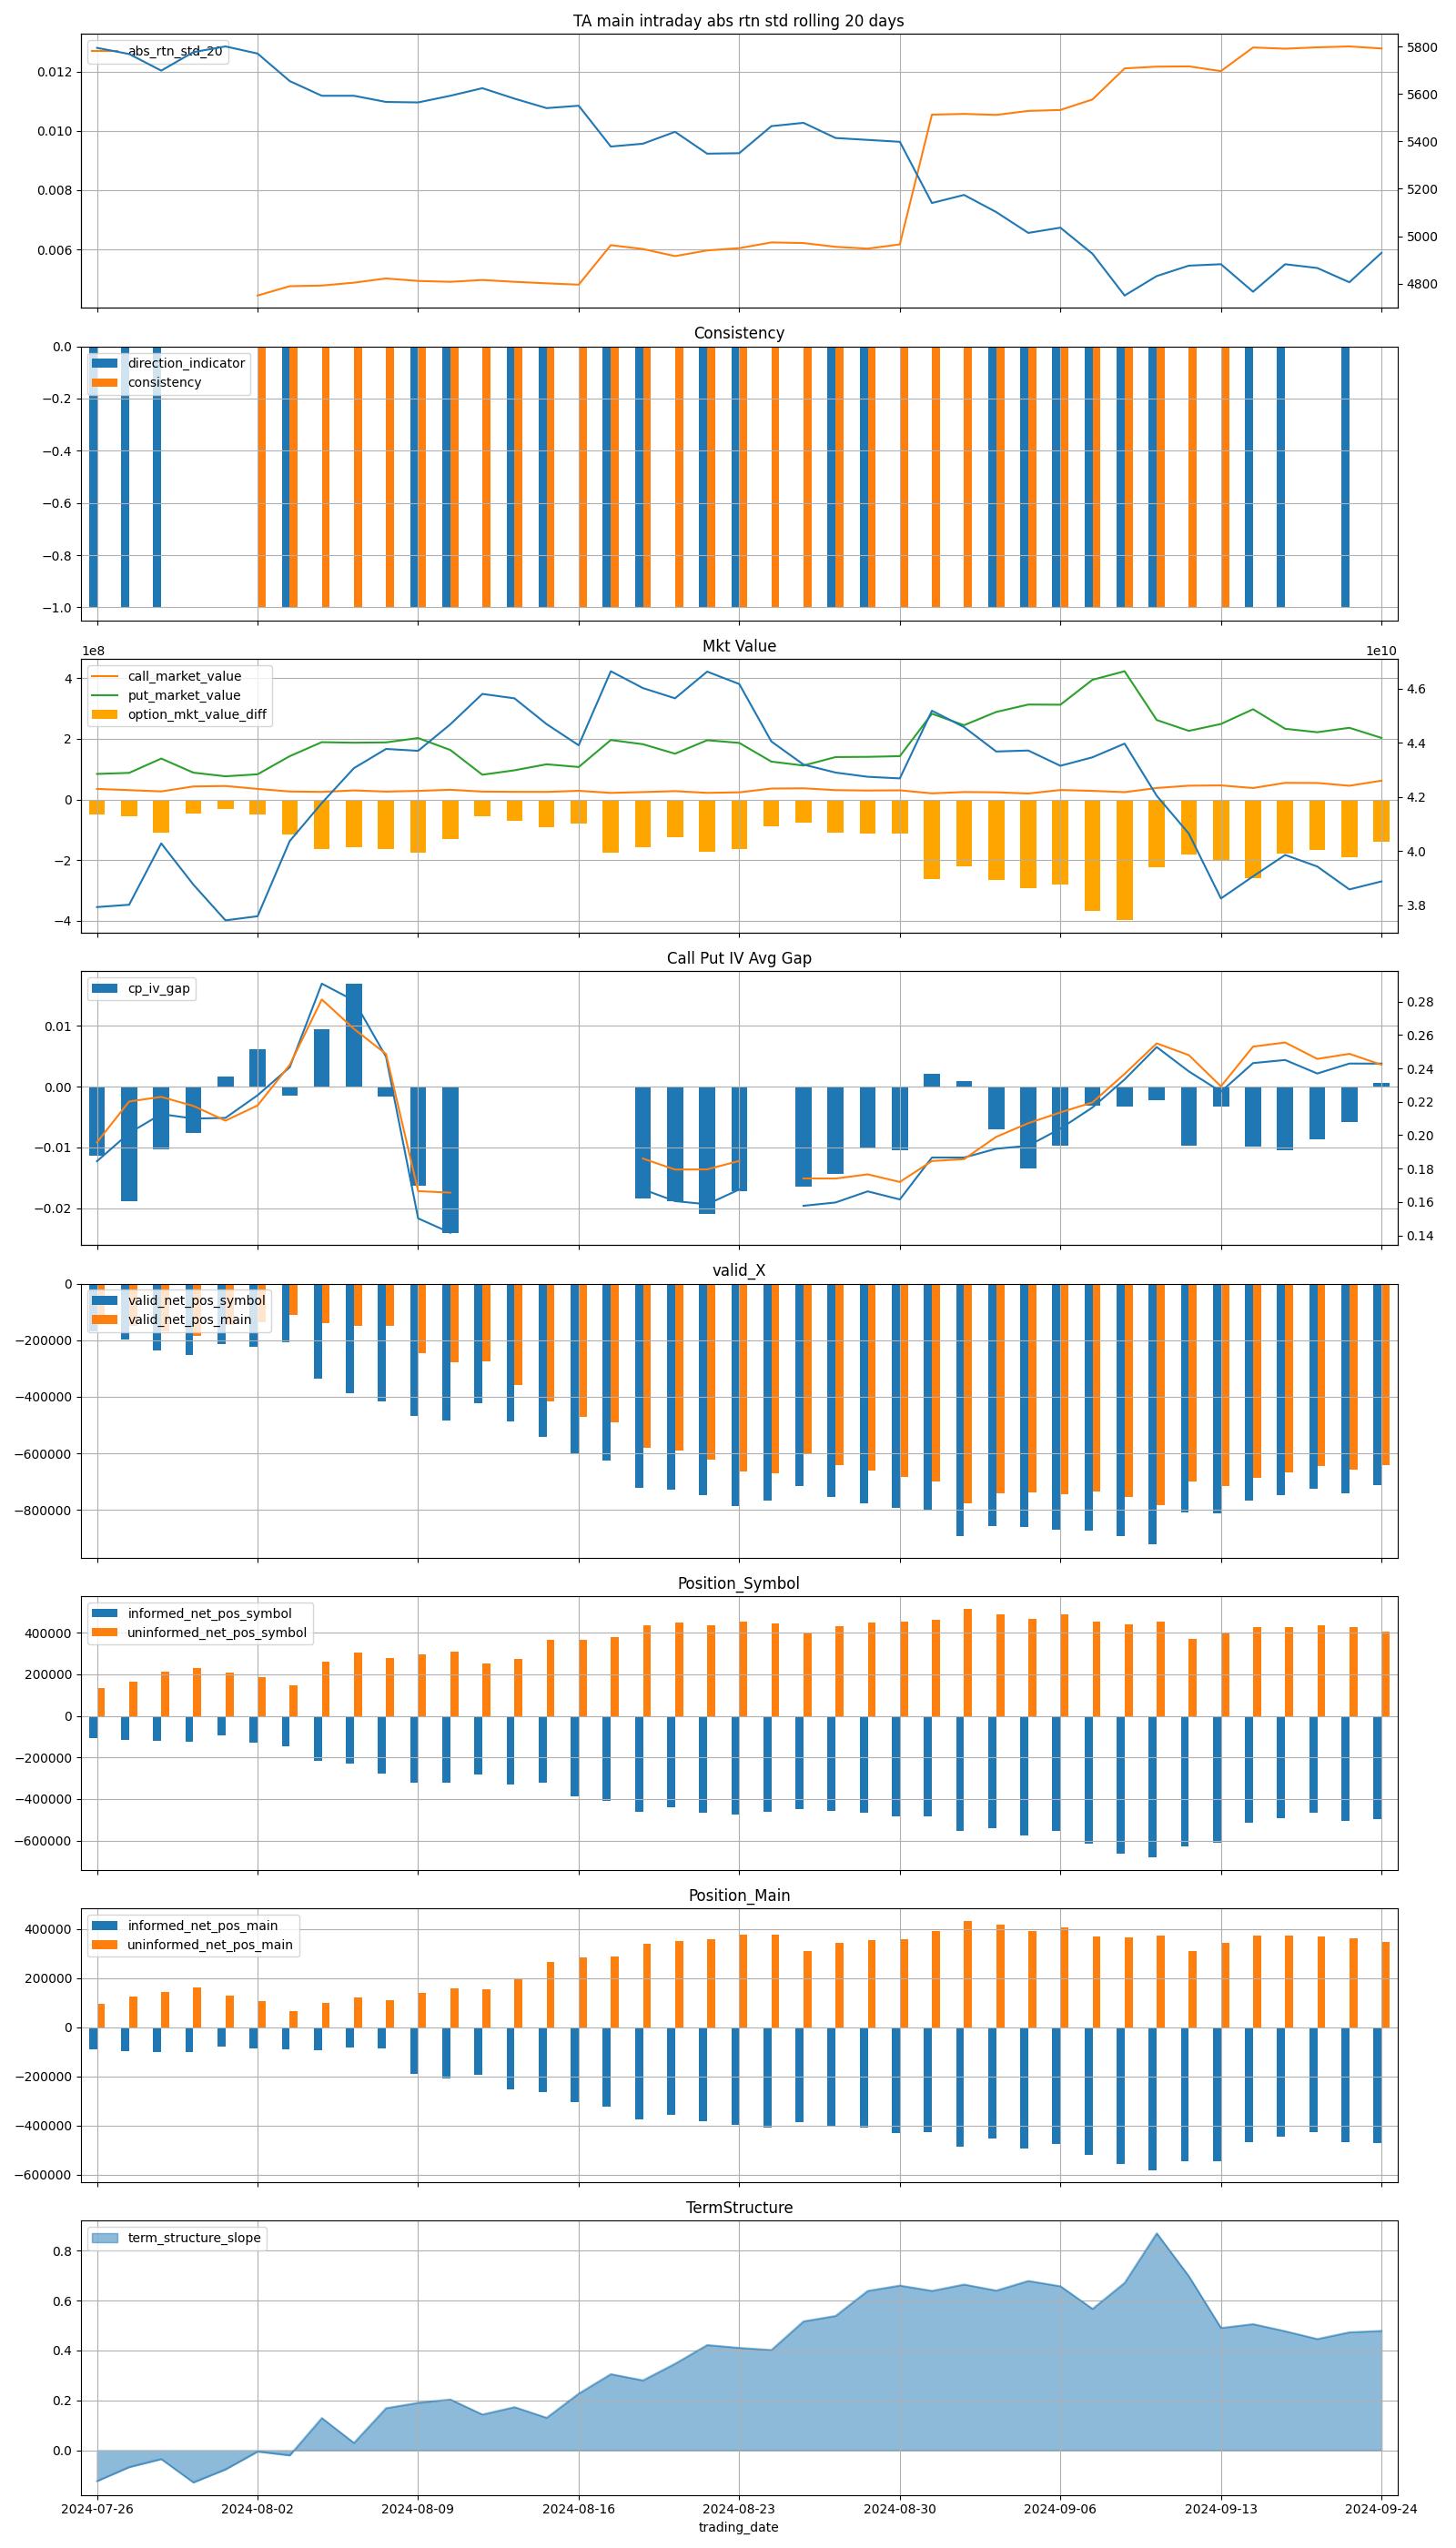 TA main intraday abs rtn std rolling 20 days
abs_rtn_std_20
0.012
0.010
0.008
0.006
5800
5600
5400
5200
5000
4800
Consistency
direction_indicator
consistency
0.0
−0.2
−0.4
−0.6
−0.8
−1.0
Mkt Value
1e8
1e10
call_market_value
put_market_value
option_mkt_value_diff
4
2
0
−2
−4
4.6
4.4
4.2
4.0
3.8
Call Put IV Avg Gap
cp_iv_gap
0.01
0.00
−0.01
−0.02
0.28
0.26
0.24
0.22
0.20
0.18
0.16
0.14
valid_X
valid_net_pos_symbol
valid_net_pos_main
0
−200000
−400000
−600000
−800000
Position_Symbol
informed_net_pos_symbol
uninformed_net_pos_symbol
400000
200000
0
−200000
−400000
−600000
Position_Main
informed_net_pos_main
uninformed_net_pos_main
400000
200000
0
−200000
−400000
−600000
TermStructure
term_structure_slope
0.8
0.6
0.4
0.2
0.0
2024-07-26 2024-08-02 2024-08-09 2024-08-16 2024-08-23 2024-08-30 2024-09-06 2024-09-13 2024-09-24
trading_date